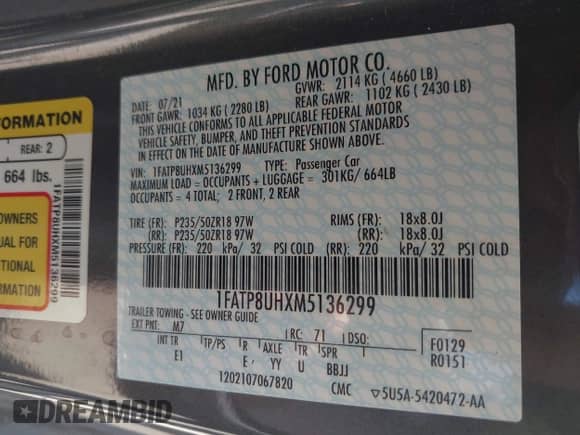 MFD. BY FORD MOTOR CO.
DATE: 07/21 GVWR: 2114 KG ( 4660 LB)
FRONT GAWR: 1034 KG ( 2280 LB) REAR GAWR: 1102 KG ( 2430 LB)
THIS VEHICLE CONFORMS TO ALL APPLICABLE FEDERAL MOTOR
VEHICLE SAFETY, BUMPER, AND THEFT PREVENTION STANDARDS
IN EFFECT ON THE DATE OF MANUFACTURE SHOWN ABOVE.
VIN: 1FATP8UHXM5136299 TYPE: Passenger Car
MAXIMUM LOAD = OCCUPANTS + LUGGAGE = 301KG/ 664LB
OCCUPANTS = 4 TOTAL; 2 FRONT, 2 REAR
TIRE (FR): P235/50ZR18 97W RIMS (FR): 18x8.0J
(RR): P235/50ZR18 97W (RR): 18x8.0J
PRESSURE (FR): 220 kPa/ 32 PSI COLD (RR): 220 kPa/ 32 PSI COLD
1FATP8UHXM5136299
TRAILER TOWING - SEE OWNER GUIDE
EXT PNT: M7 RC: 71 DSO: F0129
INT TR TP/PS R AXLE TR U R0151
E1 E , YY U BBJJ
1202107067820 CMC 5U5A-5420472-AA
FORMATION
REAR: 2
664 lbs.
1FATP8UHXM5136299
OWNERS
UAL FOR
ITIONAL
MATION
DREAMBID